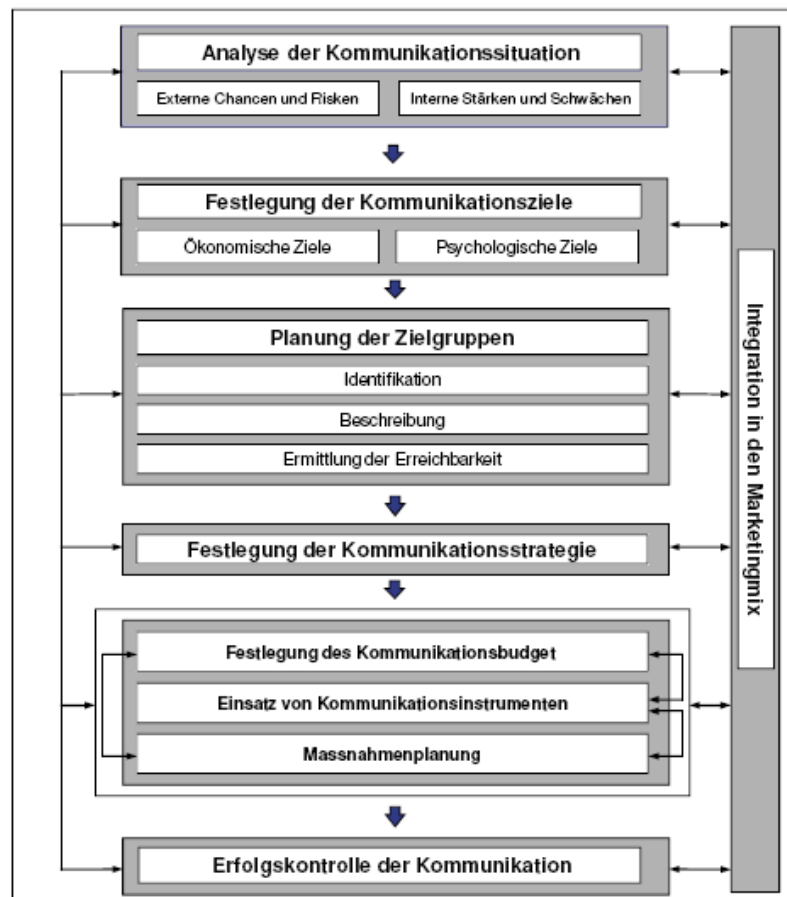 Analyse der Kommunikationssituation
Externe Chancen und Risken
Interne Stärken und Schwächen
Festlegung der Kommunikationsziele
Ökonomische Ziele
Psychologische Ziele
Planung der Zielgruppen
Identifikation
Beschreibung
Ermittlung der Erreichbarkeit
Festlegung der Kommunikationsstrategie
Festlegung des Kommunikationsbudget
Einsatz von Kommunikationsinstrumenten
Massnahmenplanung
Erfolgskontrolle der Kommunikation
Integration in den Marketingmix